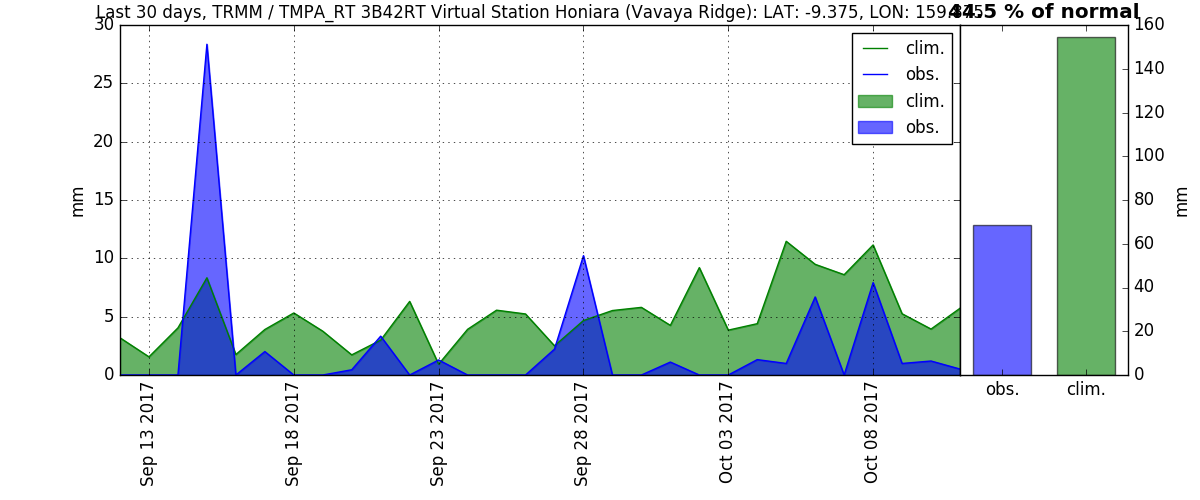 Last 30 days, TRMM / TMPA_RT 3B42RT Virtual Station Honiara (Vavaya Ridge): LAT: -9.375, LON:
44.5 % of normal
30
25
20
15
10
5
0
mm
clim.
obs.
clim.
obs.
160
140
120
100
80
60
40
20
0
mm
Sep 13 2017
Sep 18 2017
Sep 23 2017
Sep 28 2017
Oct 03 2017
Oct 08 2017
obs.
clim.